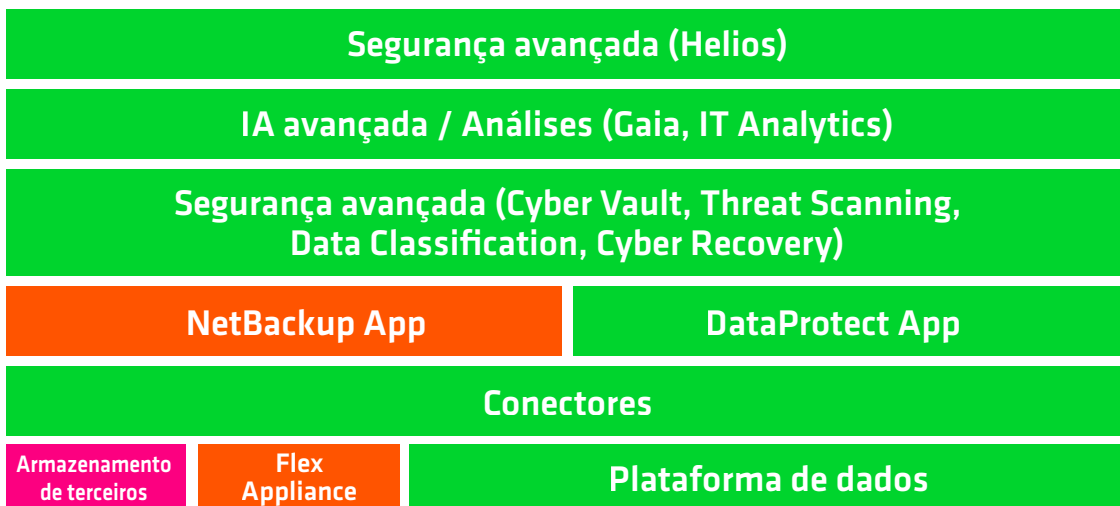 Segurança avançada (Helios)
IA avançada / Análises (Gaia, IT Analytics)
Segurança avançada (Cyber Vault, Threat Scanning,
Data Classification, Cyber Recovery)
NetBackup App
DataProtect App
Conectores
Armazenamento
de terceiros
Flex
Appliance
Plataforma de dados